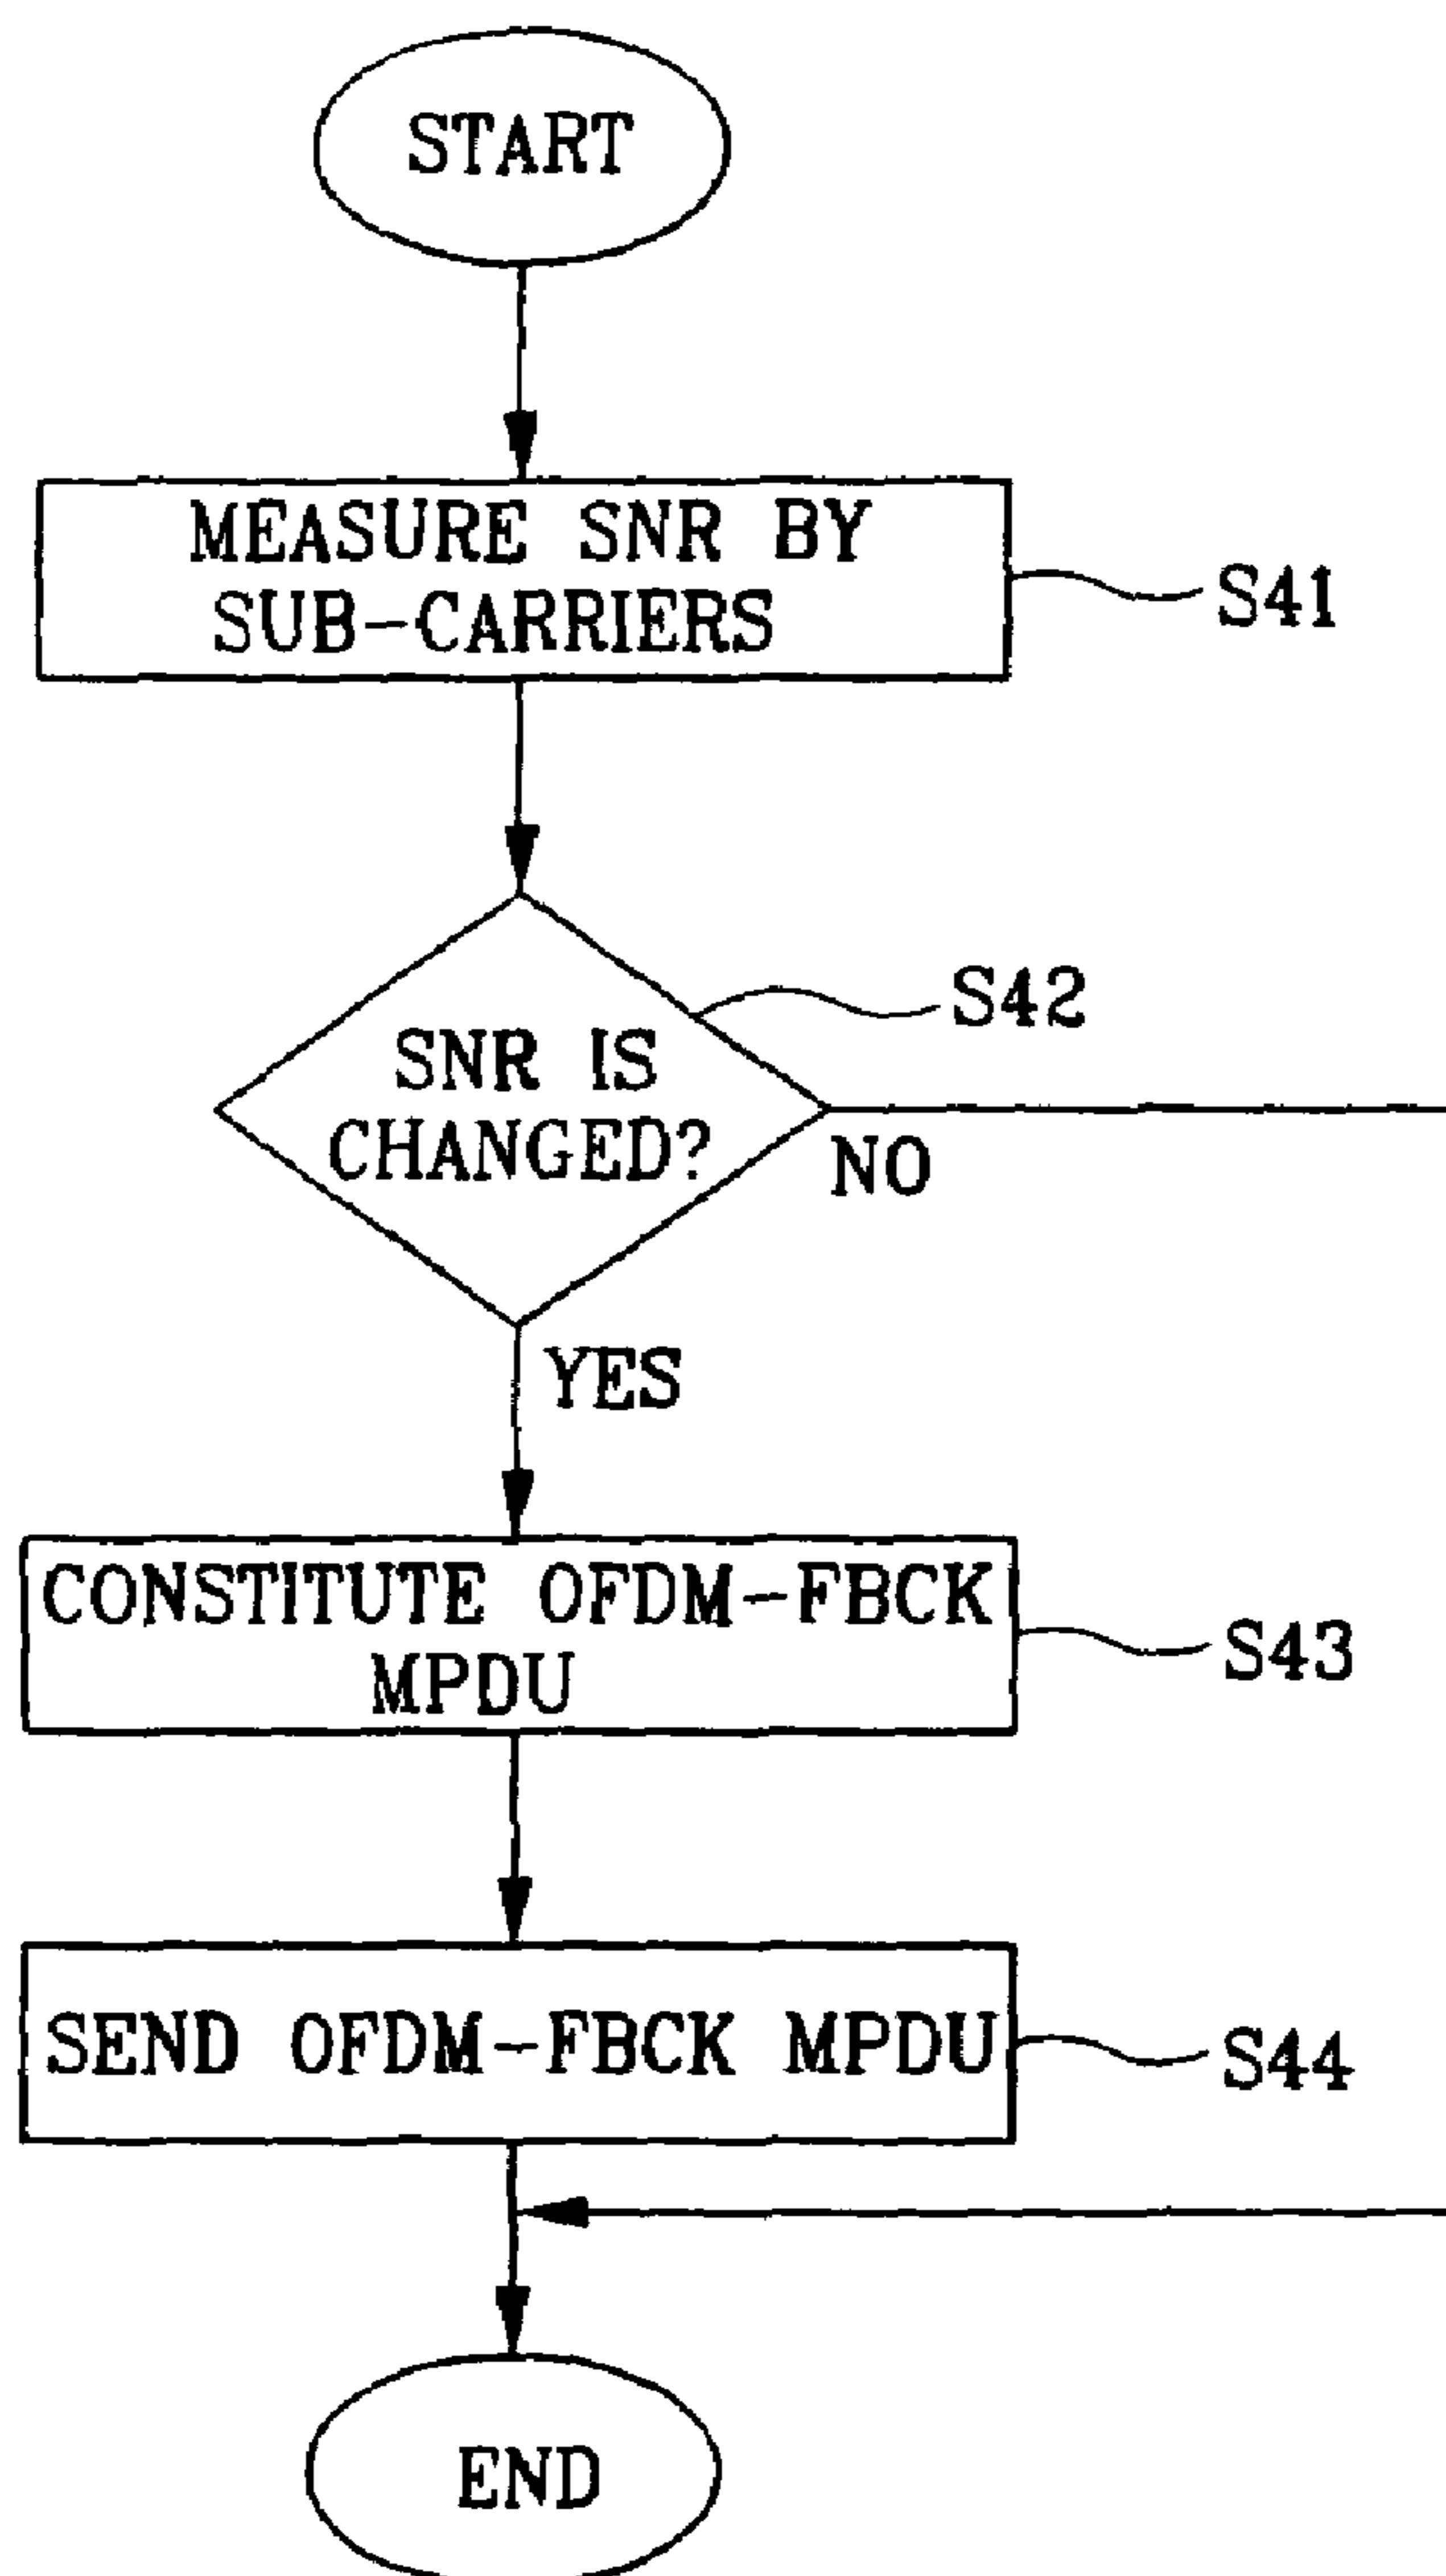 START
MEASURE SNR BY
SUB-CARRIERS
S41
S42
SNR IS
CHANGED?
NO
YES
CONSTITUTE OFDM-FBCK
MPDU
S43
SEND OFDM-FBCK MPDU
S44
END